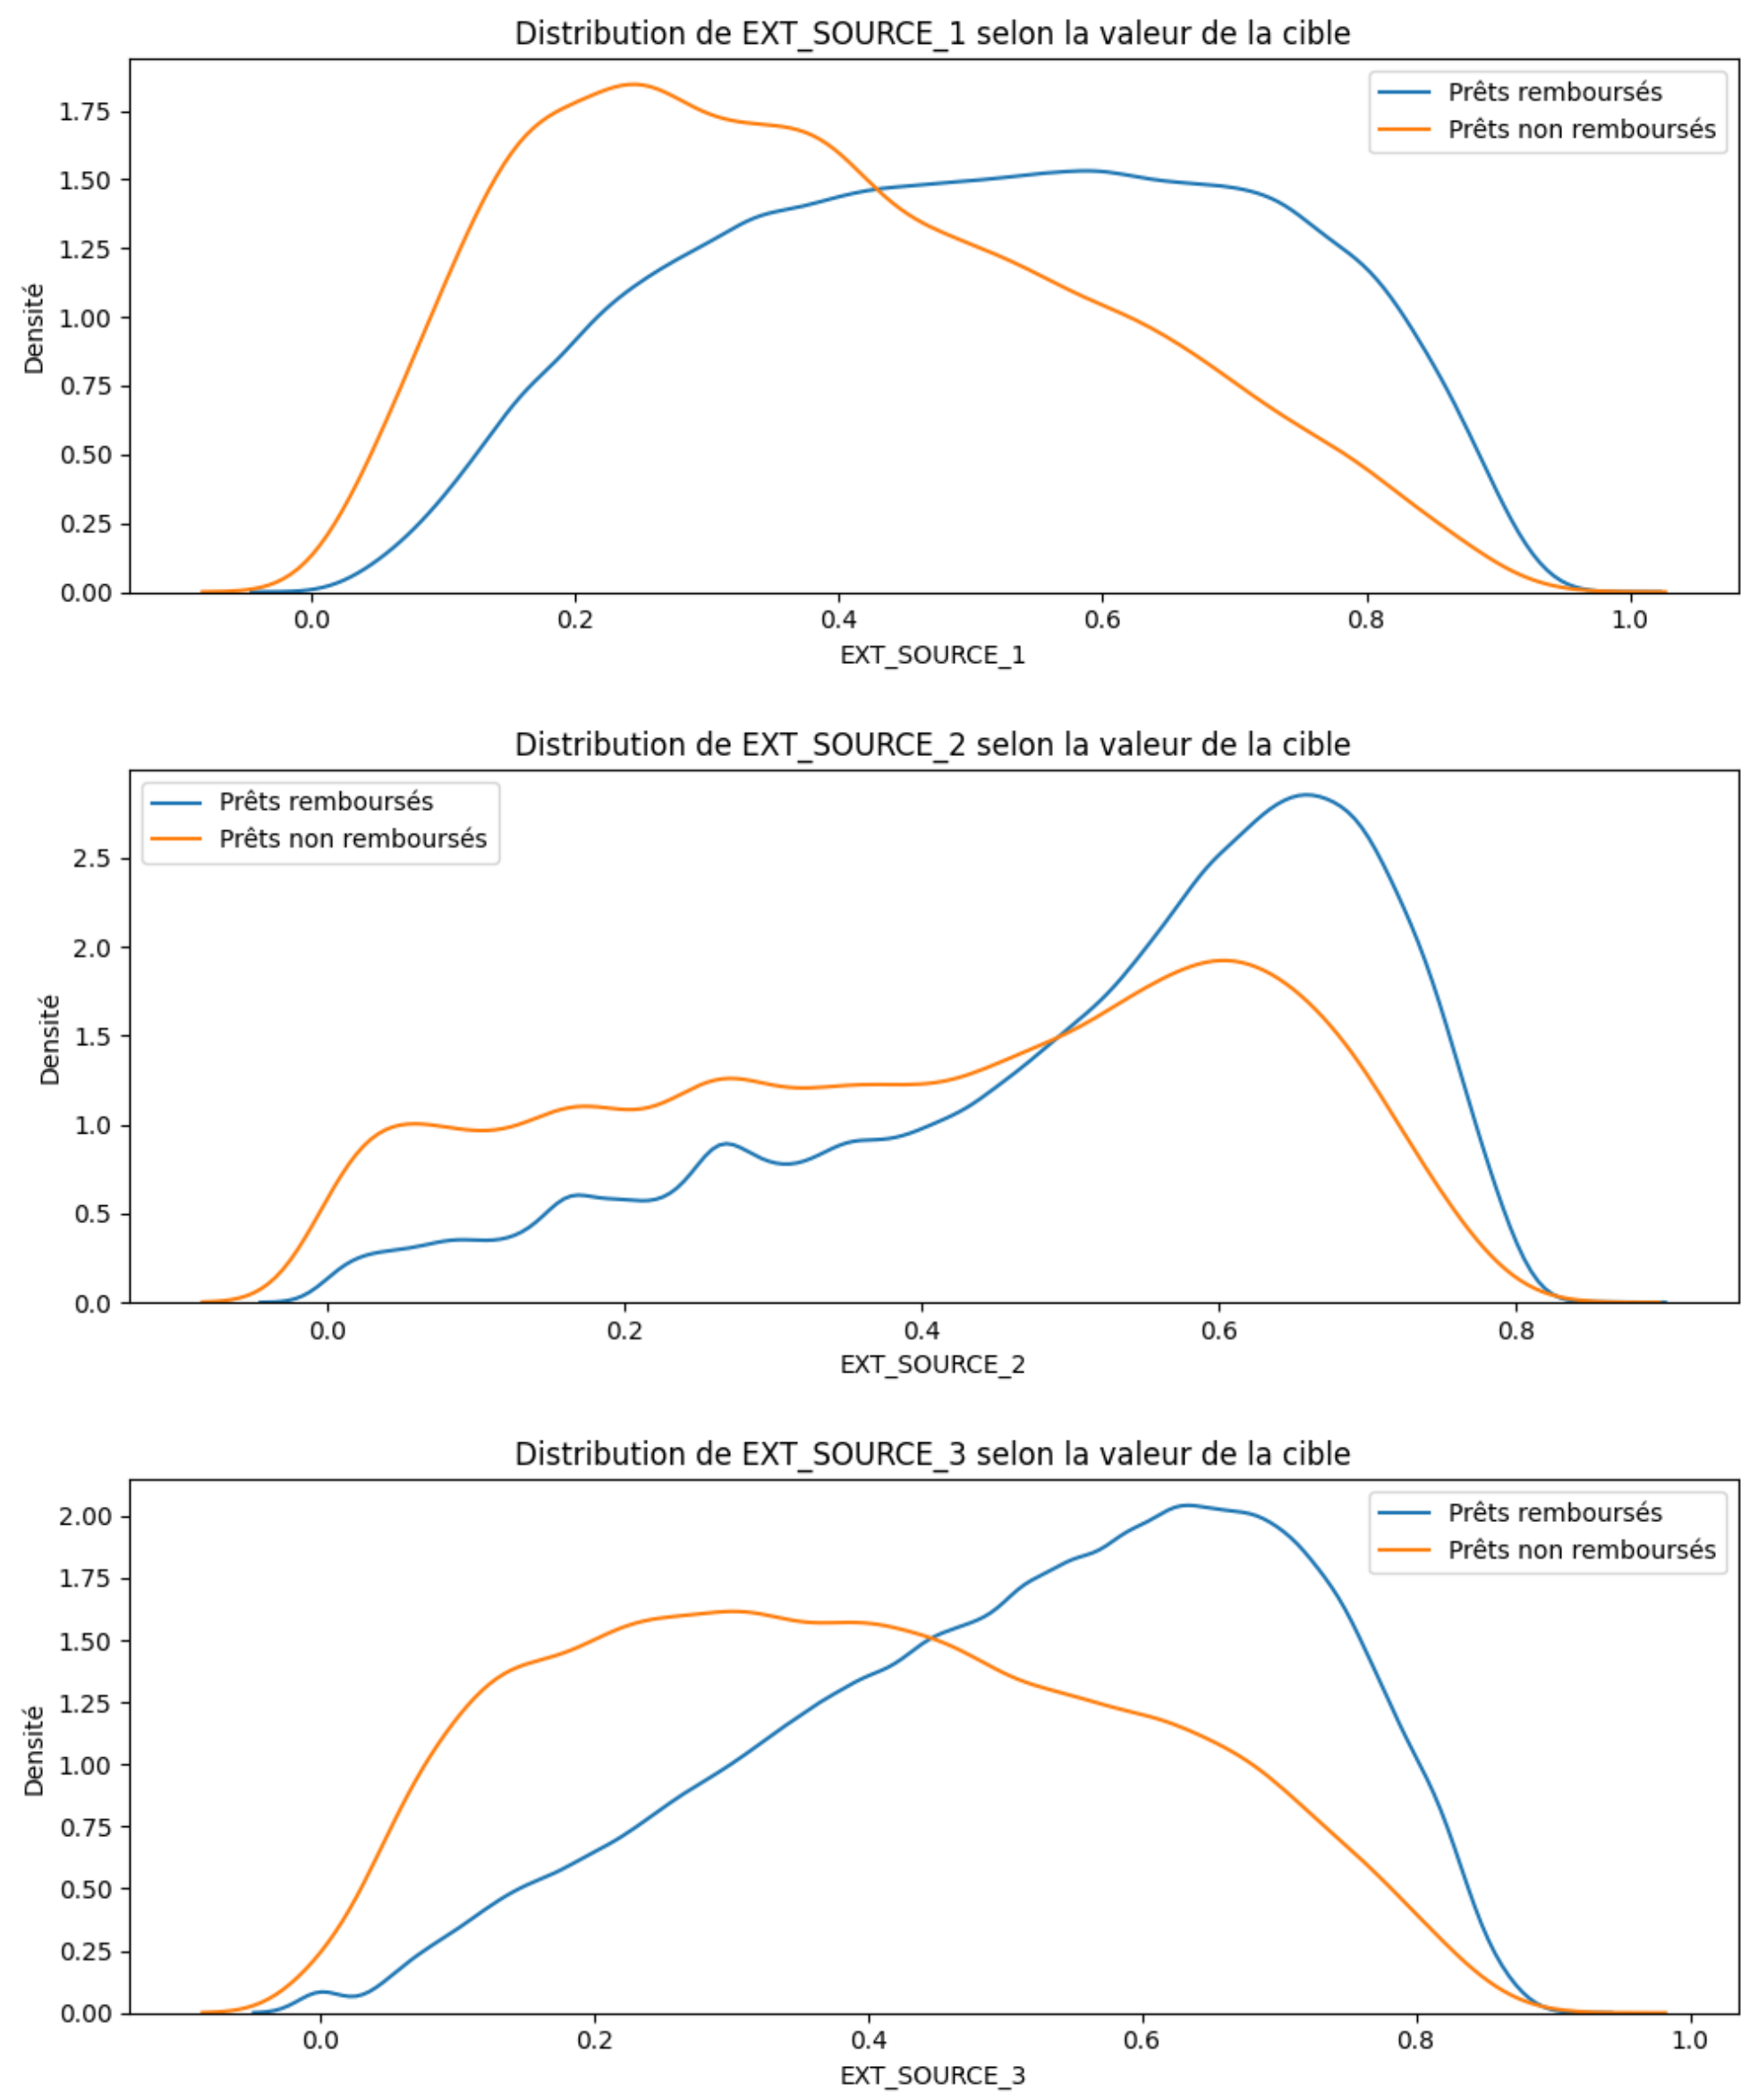 Distribution de EXT_SOURCE_1 selon la valeur de la cible
Prêts remboursés
Prêts non remboursés
1.75
1.50
1.25
1.00
0.75
0.50
0.25
0.00
Densité
0.0 0.2 0.4 0.6 0.8 1.0
EXT_SOURCE_1
Distribution de EXT_SOURCE_2 selon la valeur de la cible
Prêts remboursés
Prêts non remboursés
2.5
2.0
1.5
1.0
0.5
0.0
Densité
0.0 0.2 0.4 0.6 0.8
EXT_SOURCE_2
Distribution de EXT_SOURCE_3 selon la valeur de la cible
Prêts remboursés
Prêts non remboursés
2.00
1.75
1.50
1.25
1.00
0.75
0.50
0.25
0.00
Densité
0.0 0.2 0.4 0.6 0.8 1.0
EXT_SOURCE_3